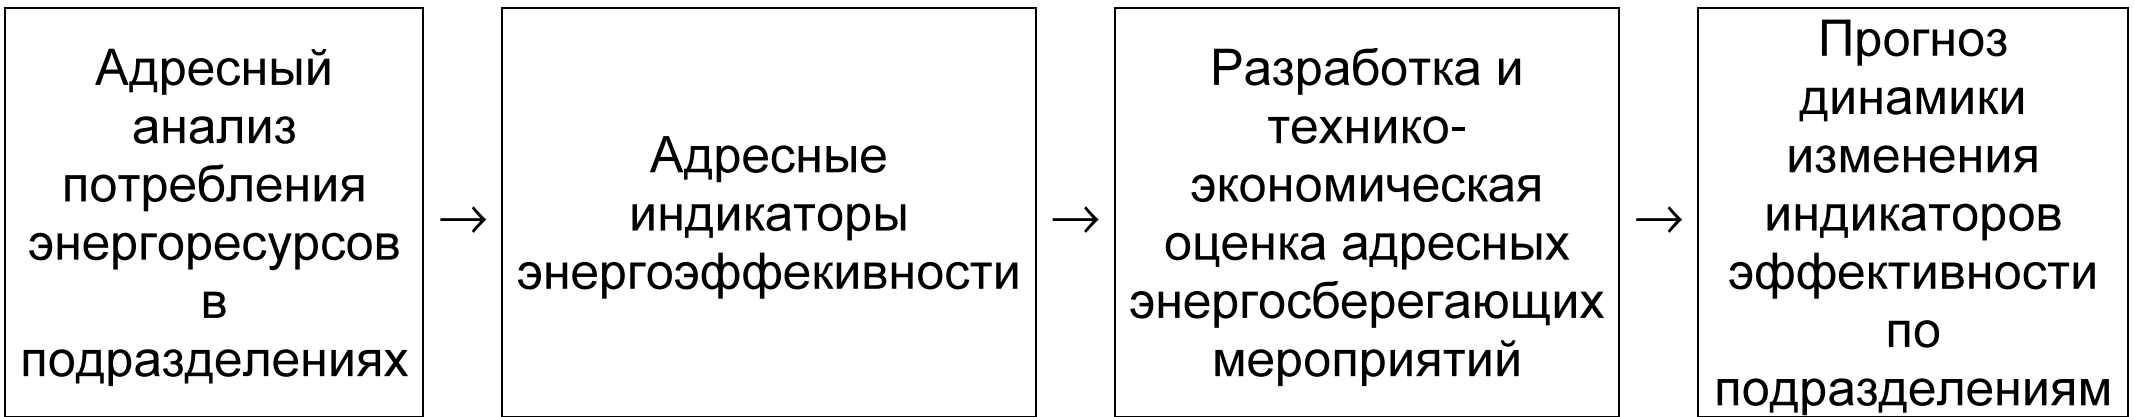 Адресный
анализ
потребления
энергоресурсов
в
подразделениях
→
Адресные
индикаторы
энергоэффекивности
→
Разработка и
технико-
экономическая
оценка адресных
энергосберегающих
мероприятий
→
Прогноз
динамики
изменения
индикаторов
эффективности
по
подразделениям